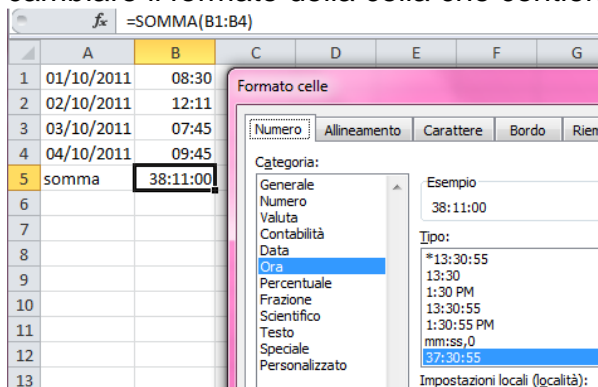 fx =SOMMA(B1:B4)
A B C D E F G
1 01/10/2011 08:30
2 02/10/2011 12:11
3 03/10/2011 07:45
4 04/10/2011 09:45
5 somma 38:11:00
6
7
8
9
10
11
12
13
Formato celle
Numero Allineamento Carattere Bordo Riem
Categoria:
Generale
Numero
Valuta
Contabilità
Data
Ora
Percentuale
Frazione
Scientifico
Testo
Speciale
Personalizzato
Esempio
38:11:00
Tipo:
*13:30:55
13:30
1:30 PM
13:30:55
1:30:55 PM
mm:ss,0
37:30:55
Impostazioni locali (località):